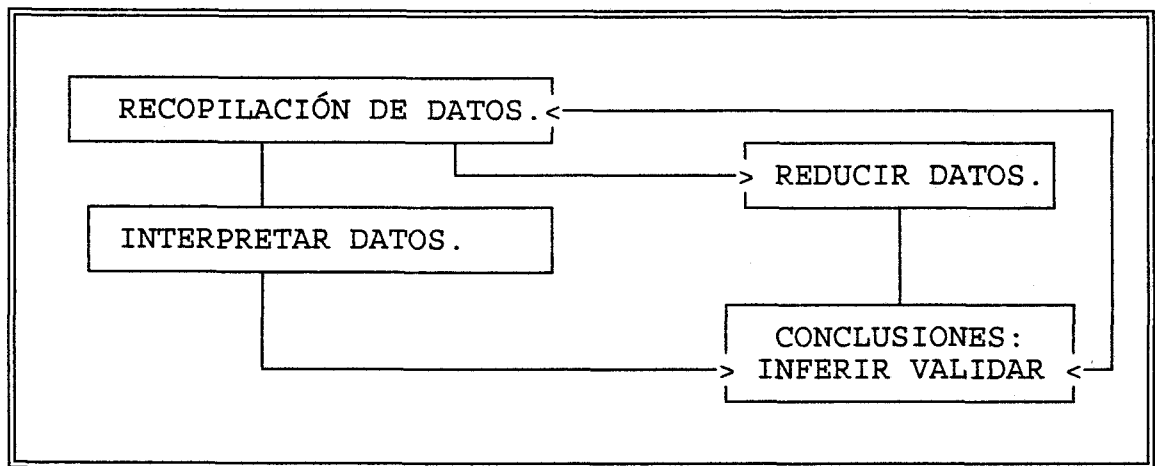 RECOPILACIÓN DE DATOS.
REDUCIR DATOS.
INTERPRETAR DATOS.
CONCLUSIONES:
INFERIR VALIDAR